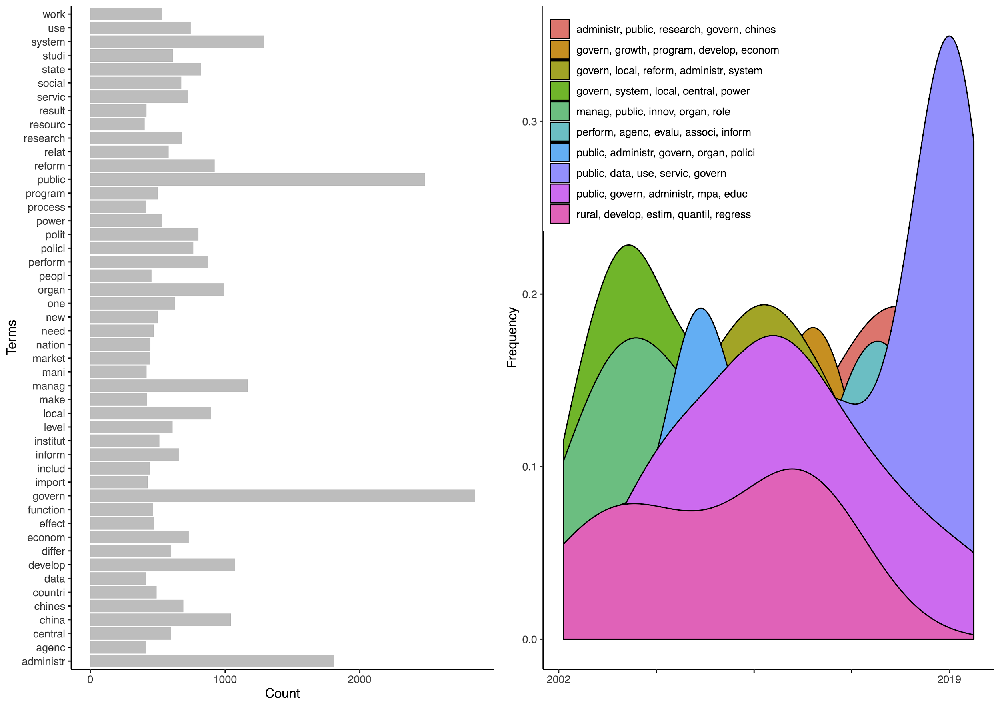 Terms
work
use
system
studi
state
social
servic
result
resourc
research
relat
reform
public
program
process
power
polit
polici
perform
peopl
organ
one
new
need
nation
market
mani
manag
make
local
level
institut
inform
includ
import
govern
function
effect
econom
differ
develop
data
countri
chines
china
central
agenc
administr
0 1000 2000
Count
administr, public, research, govern, chines
govern, growth, program, develop, econom
govern, local, reform, administr, system
govern, system, local, central, power
manag, public, innov, organ, role
perform, agenc, evalu, associ, inform
public, administr, govern, organ, polici
public, data, use, servic, govern
public, govern, administr, mpa, educ
rural, develop, estim, quantil, regress
Frequency
0.3
0.2
0.1
0.0
2002 2019